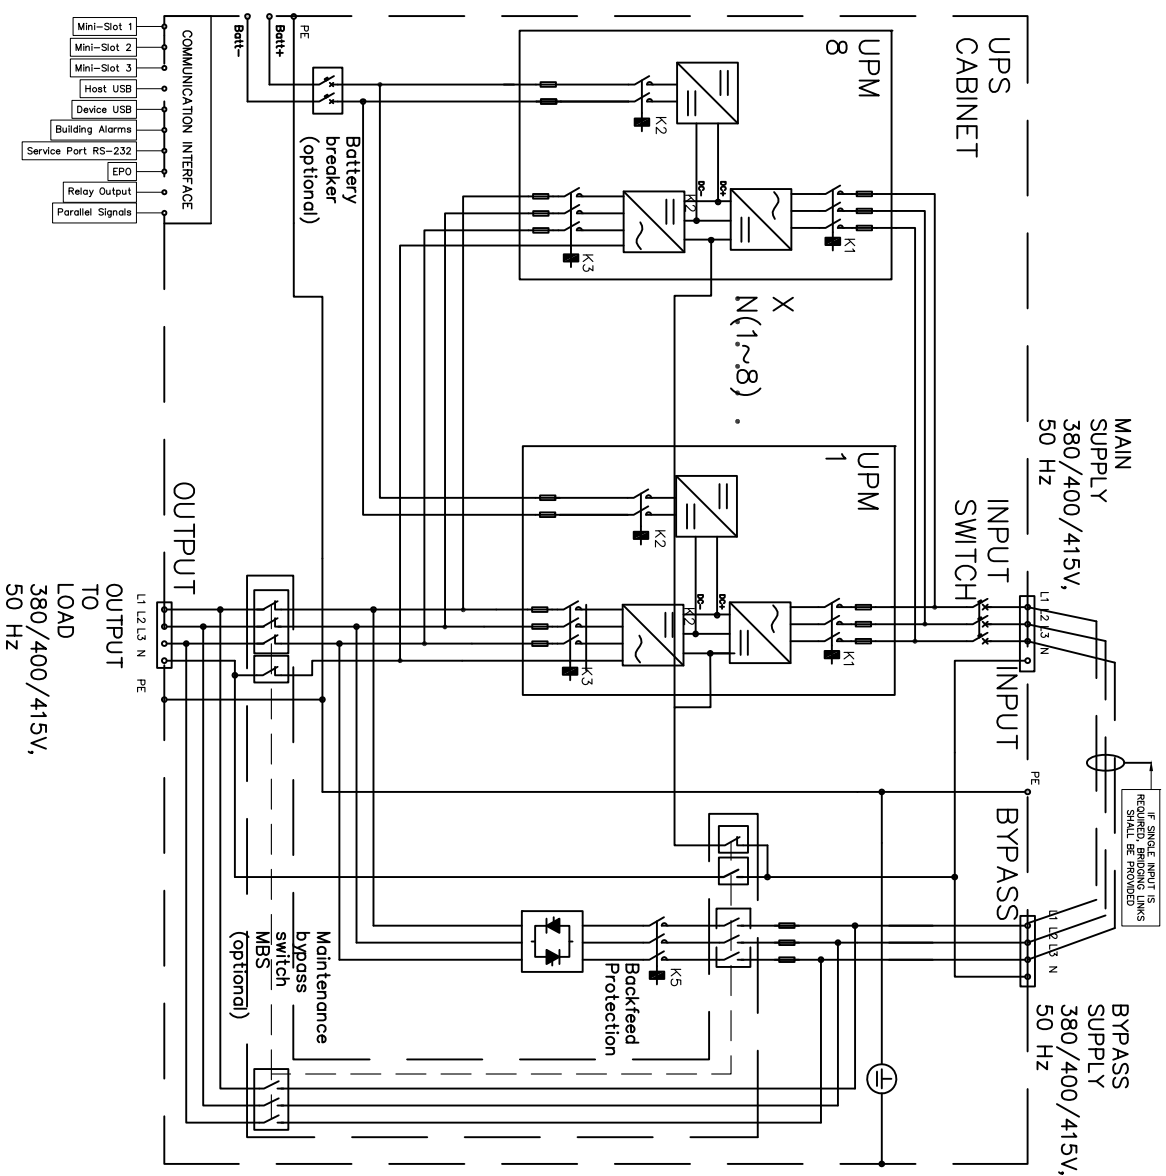 Mini-Slot 1
Mini-Slot 2
Mini-Slot 3
Host USB
Device USB
Building Alarms
Service Port RS-232
EPO
Relay Output
Parallel Signals
COMMUNICATION INTERFACE
Batt-
Batt+
PE
Battery
breaker
(optional)
UPS
CABINET
UPM
8
K2
DC-
DC+
K2
K1
K3
X
N(1~8)
MAIN
SUPPLY
380/400/415V,
50 Hz
INPUT
SWITCH
UPM
1
K2
DC-
DC+
K2
K1
K3
L1
L2
L3
N
INPUT
PE
OUTPUT
L1
L2
L3
N
PE
OUTPUT
TO
LOAD
380/400/415V,
50 Hz
IF SINGLE INPUT IS
REQUIRED, BRIDGING LINKS
SHALL BE PROVIDED
BYPASS
L1
L2
L3
N
BYPASS
SUPPLY
380/400/415V,
50 Hz
K5
Backfeed
Protection
Maintenance
bypass
switch
MBS
(optional)